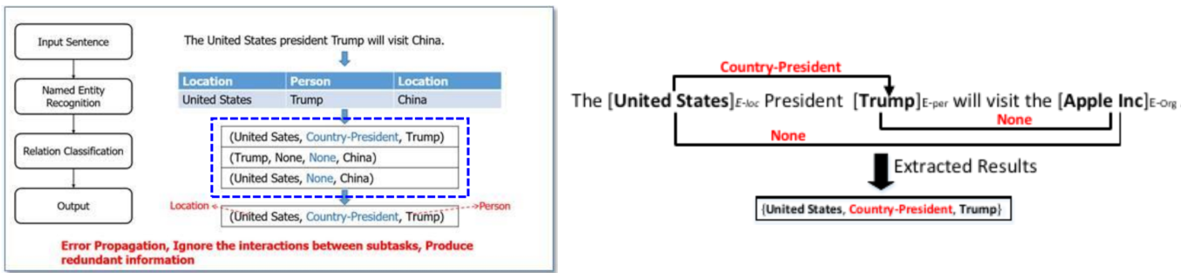 Input Sentence
Named Entity
Recognition
Relation Classification
Output
The United States president Trump will visit China.
Location Person Location
United States Trump China
(United Sates, Country-President, Trump)
(Trump, None, None, China)
(United Sates, None, China)
Location
(United Sates, Country-President, Trump)
Person
Error Propagation, Ignore the interactions between subtasks, Produce
redundant information
Country-President
The [United States]E-loc President [Trump]E-per will visit the [Apple Inc]E-Org .
None
None
Extracted Results
{United States, Country-President, Trump}